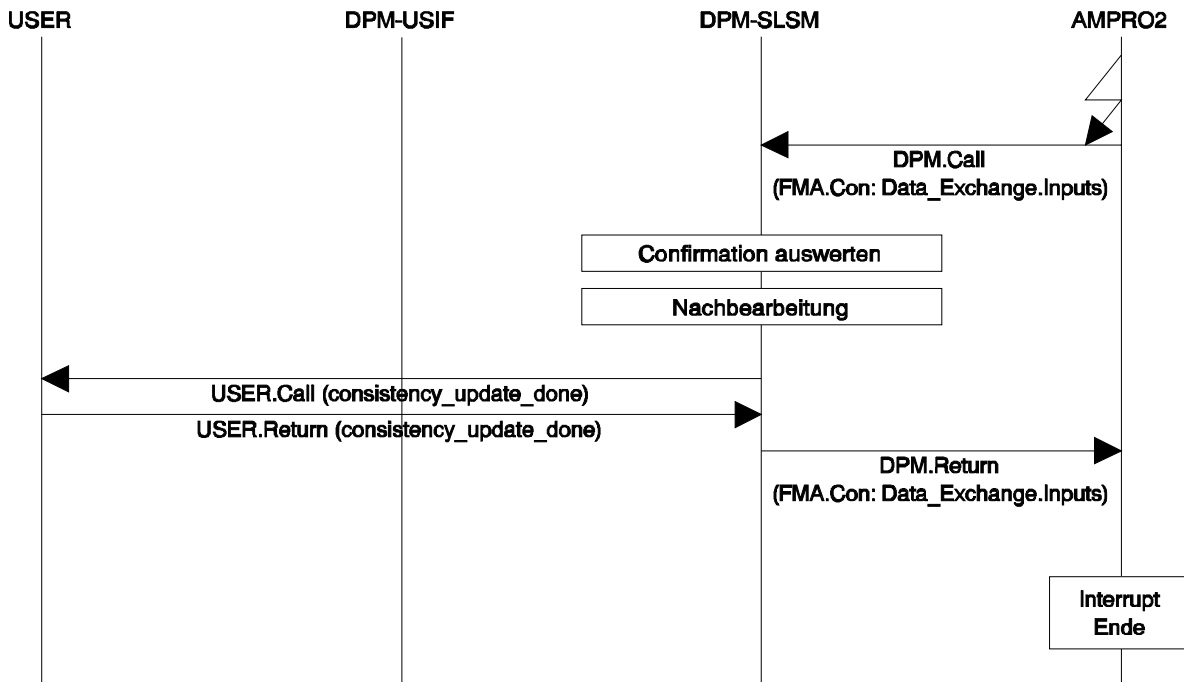 USER
DPM-USIF
DPM-SLSM
AMPRO2
DPM.Call
(FMA.Con: Data_Exchange.Inputs)
Confirmation auswerten
Nachbearbeitung
USER.Call (consistency_update_done)
USER.Return (consistency_update_done)
DPM.Return
(FMA.Con: Data_Exchange.Inputs)
Interrupt
Ende